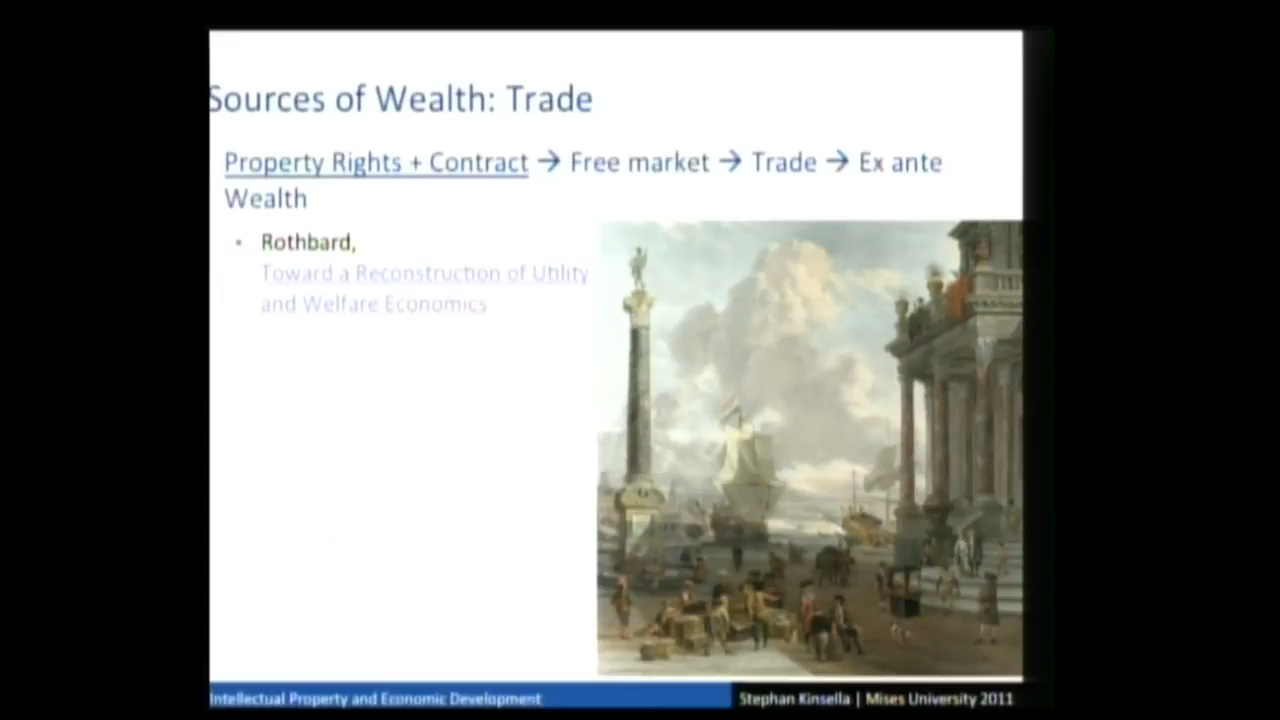 Sources of Wealth: Trade
Property Rights + Contract → Free market → Trade → Ex ante
Wealth
• Rothbard,
Toward a Reconstruction of Utility
and Welfare Economics
Intellectual Property and Economic Development
Stephan Kinsella | Mises University 2011